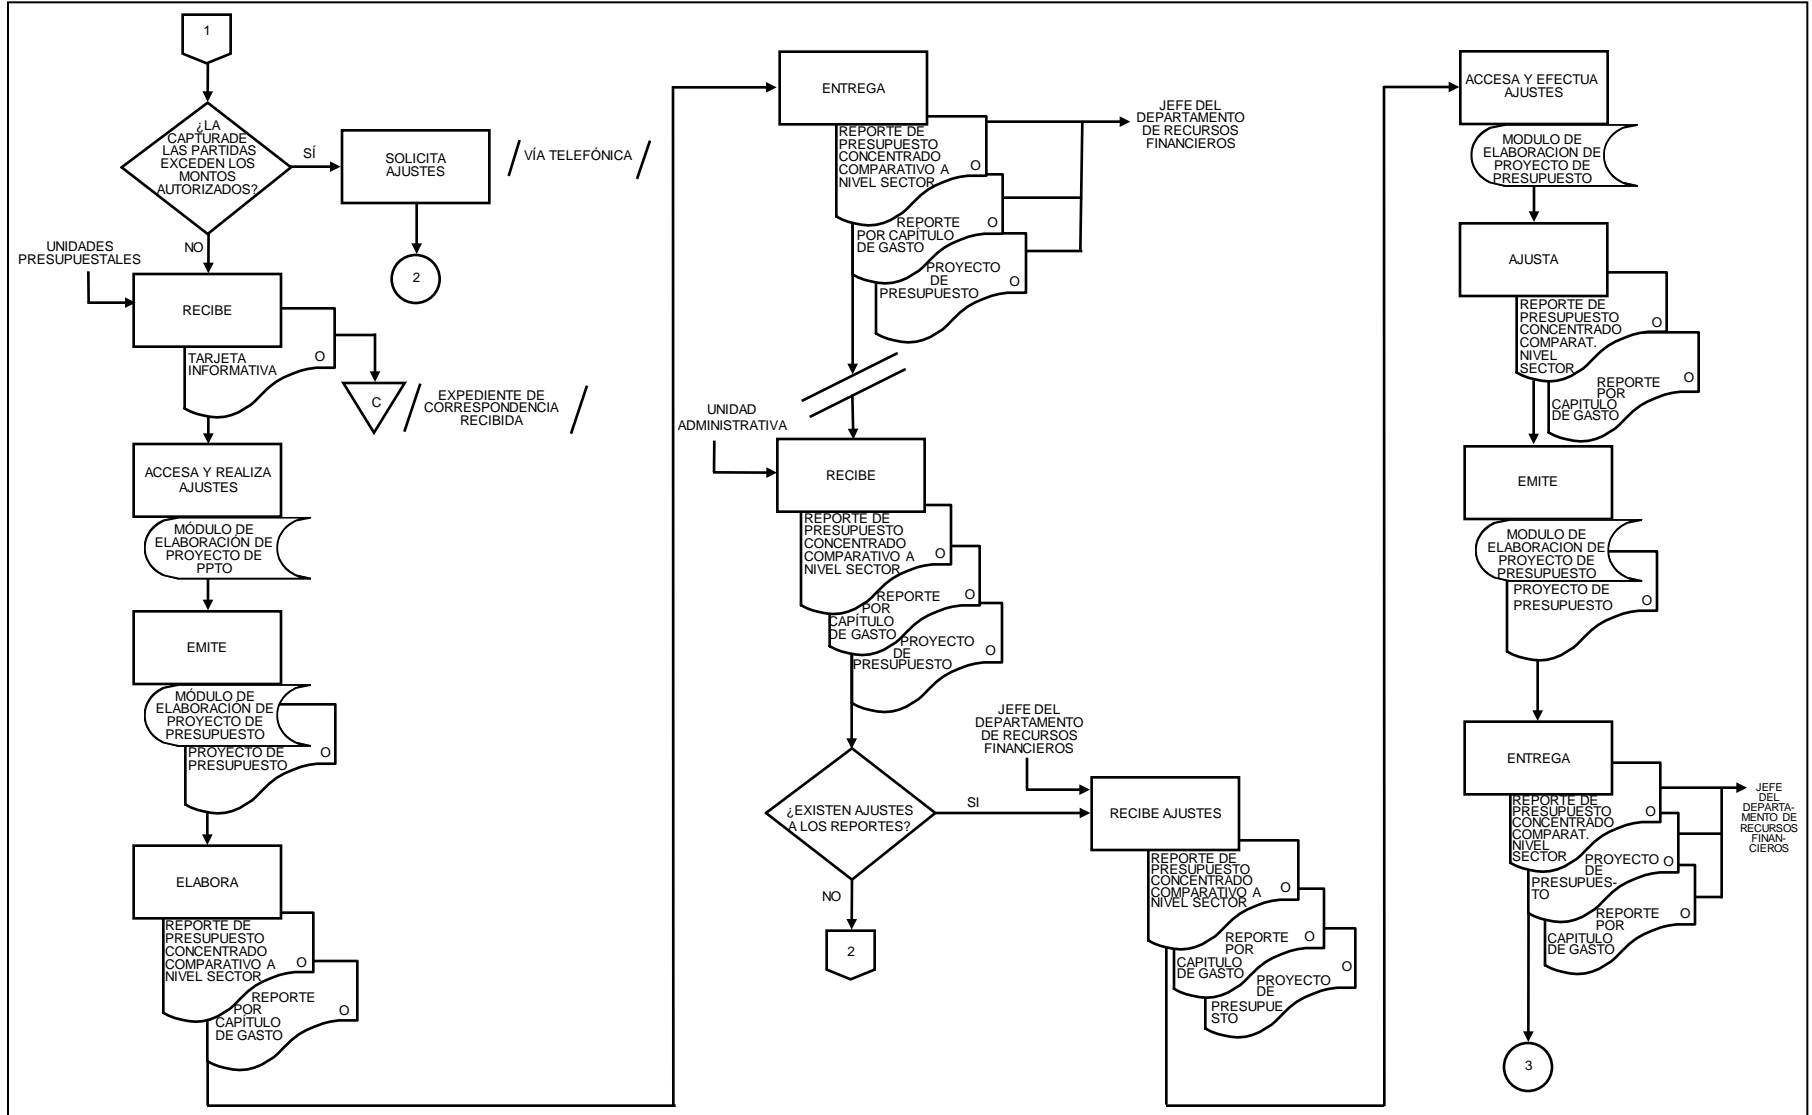 1
¿LA
CAPTURADE
LAS PARTIDAS
EXCEDEN LOS
MONTOS
AUTORIZADOS?
SÍ
SOLICITA
AJUSTES
VÍA TELEFÓNICA
2
NO
UNIDADES
PRESUPUESTALES
RECIBE
TARJETA
INFORMATIVA
O
C
EXPEDIENTE DE
CORRESPONDENCIA
RECIBIDA
ACCESA Y REALIZA
AJUSTES
MÓDULO DE
ELABORACIÓN DE
PROYECTO DE
PPTO
EMITE
MÓDULO DE
ELABORACIÓN DE
PROYECTO DE
PRESUPUESTO
PROYECTO DE
PRESUPUESTO
O
ELABORA
REPORTE DE
PRESUPUESTO
CONCENTRADO
COMPARATIVO A
NIVEL SECTOR
O
REPORTE
POR
CAPÍTULO
DE GASTO
O
ENTREGA
REPORTE DE
PRESUPUESTO
CONCENTRADO
COMPARATIVO A
NIVEL SECTOR
O
REPORTE
POR CAPÍTULO
DE GASTO
O
PROYECTO
DE
PRESUPUESTO
O
JEFE DEL
DEPARTAMENTO
DE RECURSOS
FINANCIEROS
UNIDAD
ADMINISTRATIVA
RECIBE
REPORTE DE
PRESUPUESTO
CONCENTRADO
COMPARATIVO A
NIVEL SECTOR
O
REPORTE
POR
CAPÍTULO
DE GASTO
O
PROYECTO
DE
PRESUPUESTO
O
¿EXISTEN AJUSTES
A LOS REPORTES?
SI
NO
2
JEFE DEL
DEPARTAMENTO
DE RECURSOS
FINANCIEROS
RECIBE AJUSTES
REPORTE DE
PRESUPUESTO
CONCENTRADO
COMPARATIVO A
NIVEL SECTOR
O
REPORTE
POR
CAPITULO
DE GASTO
O
PROYECTO
DE
PRESUPUE
STO
O
ACCESA Y EFECTUA
AJUSTES
MODULO DE
ELABORACION DE
PROYECTO DE
PRESUPUESTO
AJUSTA
REPORTE DE
PRESUPUESTO
CONCENTRADO
COMPARAT.
NIVEL
SECTOR
O
REPORTE
POR
CAPITULO
DE GASTO
O
EMITE
MODULO DE
ELABORACION DE
PROYECTO DE
PRESUPUESTO
PROYECTO DE
PRESUPUESTO
O
ENTREGA
REPORTE DE
PRESUPUESTO
CONCENTRADO
COMPARAT.
NIVEL
SECTOR
O
PROYECTO
DE
PRESUPUES-
TO
O
REPORTE
POR
CAPITULO
DE GASTO
O
JEFE
DEL
DEPARTA-
MENTO DE
RECURSOS
FINAN-
CIEROS
3